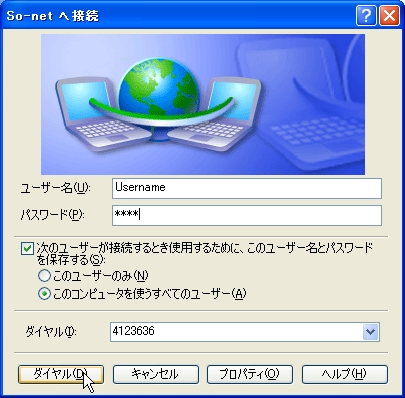 So-net へ接続
ユーザー名(U):
Username
パスワード(P):
****
次のユーザーが接続するとき使用するために、このユーザー名とパスワード
を保存する(S):
このユーザーのみ(N)
このコンピュータを使うすべてのユーザー(A)
ダイヤル(I):
4123636
ダイヤル(D)
キャンセル
プロパティ(O)
ヘルプ(H)